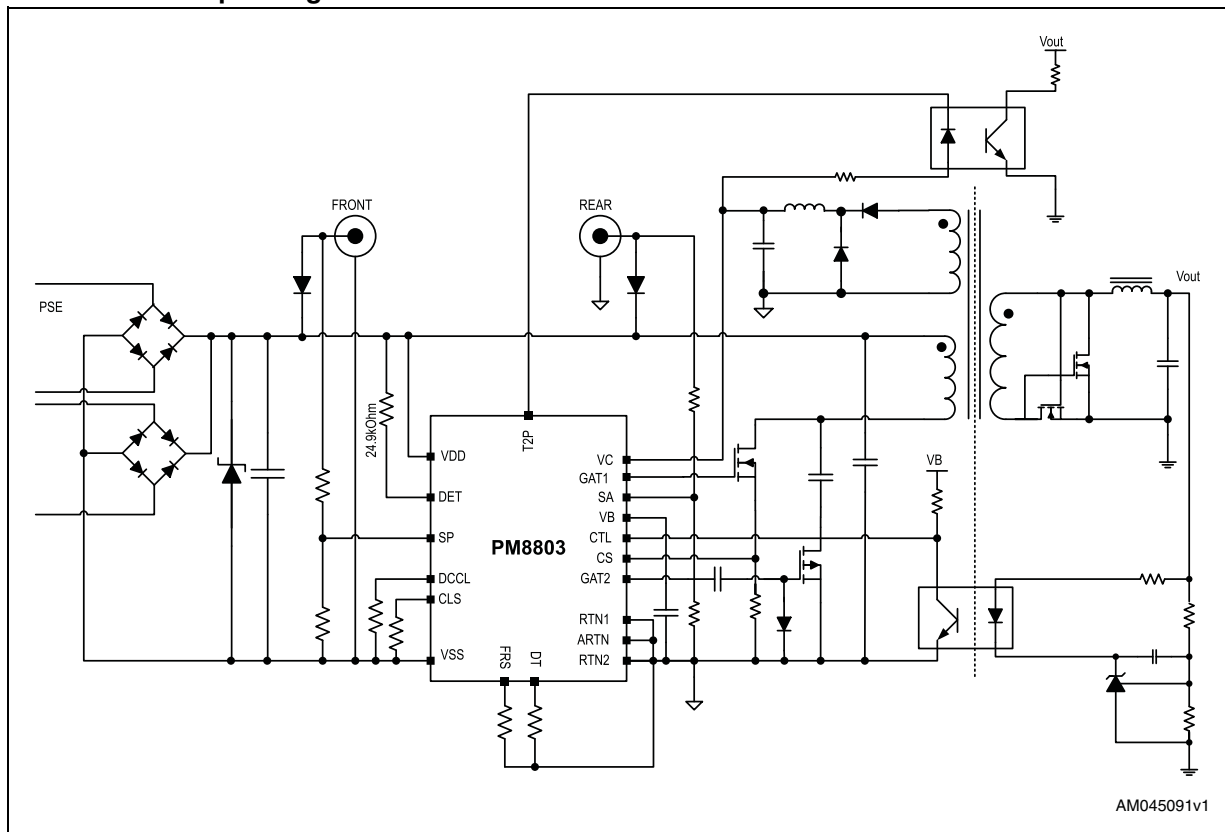 Vout
FRONT
REAR
PSE
Vout
24.9kOhm
T2P
VDD
DET
SP
DCCL
CLS
VSS
PM8803
VC
GAT1
SA
VB
CTL
CS
GAT2
RTN1
ARTN
RTN2
FRS
DT
VB
AM045091v1